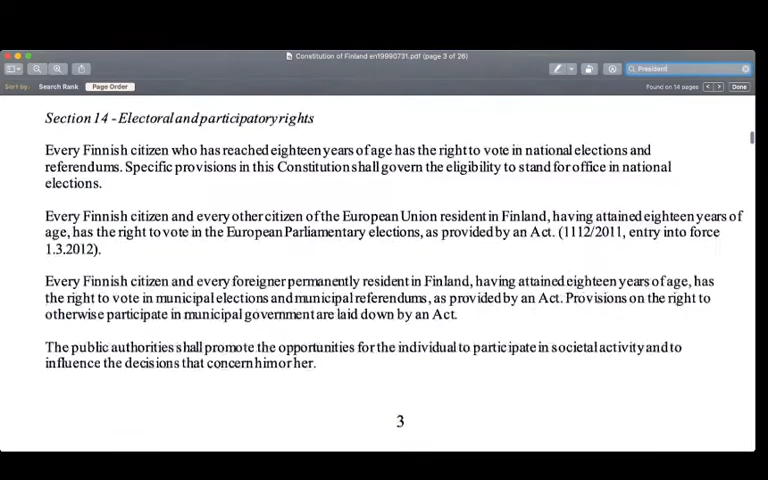 Constitution of Finland en19990731.pdf (page 3 of 26)
President
Sort by: Search Rank Page Order Found on 14 pages < > Done
Section 14 - Electoral and participatory rights
Every Finnish citizen who has reached eighteen years of age has the right to vote in national elections and
referendums. Specific provisions in this Constitution shall govern the eligibility to stand for office in national
elections.
Every Finnish citizen and every other citizen of the European Union resident in Finland, having attained eighteen years of
age, has the right to vote in the European Parliamentary elections, as provided by an Act. (1112/2011, entry into force
1.3.2012).
Every Finnish citizen and every foreigner permanently resident in Finland, having attained eighteen years of age, has
the right to vote in municipal elections and municipal referendums, as provided by an Act. Provisions on the right to
otherwise participate in municipal government are laid down by an Act.
The public authorities shall promote the opportunities for the individual to participate in societal activity and to
influence the decisions that concern him or her.
3